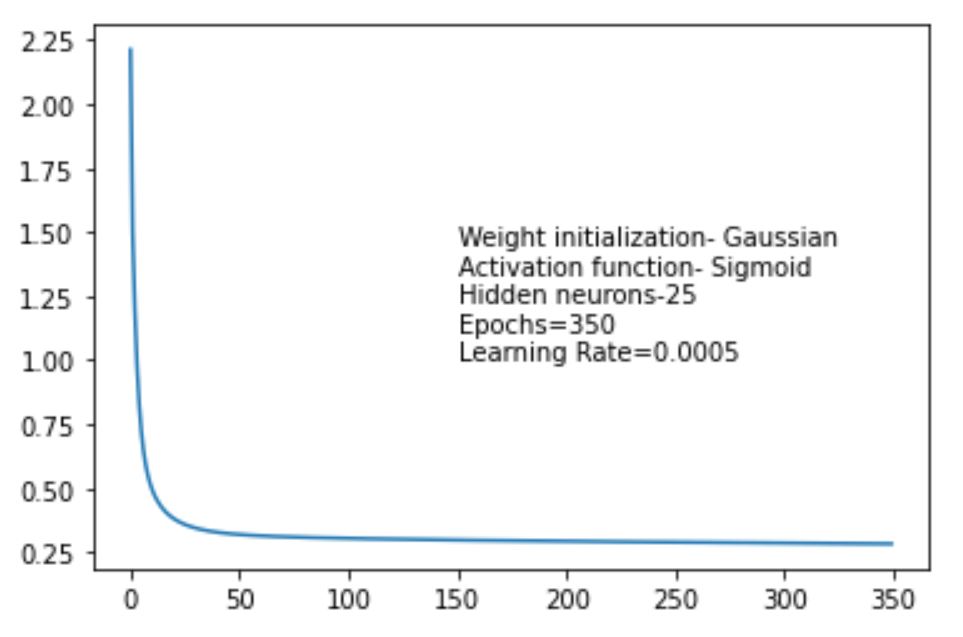 2.25
2.00
1.75
1.50
1.25
1.00
0.75
0.50
0.25
Weight initialization- Gaussian
Activation function- Sigmoid
Hidden neurons-25
Epochs=350
Learning Rate=0.0005
0 50 100 150 200 250 300 350